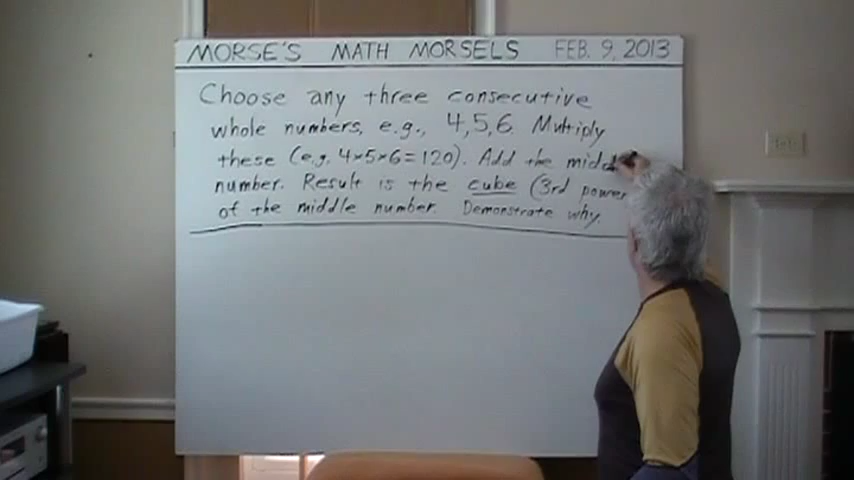 MORSE'S MATH MORSELS FEB. 9, 2013
Choose any three consecutive
whole numbers, e.g., 4,5,6. Multiply
these (e.g. 4×5×6=120). Add the midd
number. Result is the cube (3rd power
of the middle number. Demonstrate why.